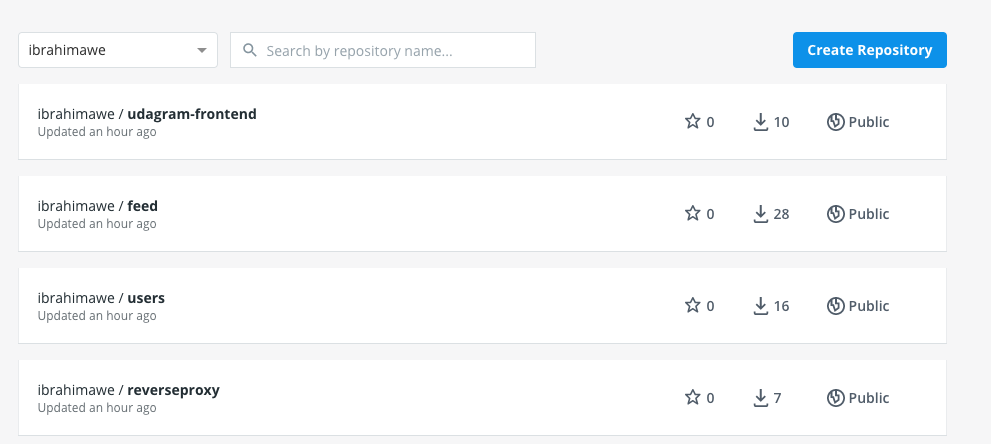 ibrahimawe
Search by repository name...
Create Repository
ibrahimawe / udagram-frontend
Updated an hour ago
0
10
Public
ibrahimawe / feed
Updated an hour ago
0
28
Public
ibrahimawe / users
Updated an hour ago
0
16
Public
ibrahimawe / reverseproxy
Updated an hour ago
0
7
Public